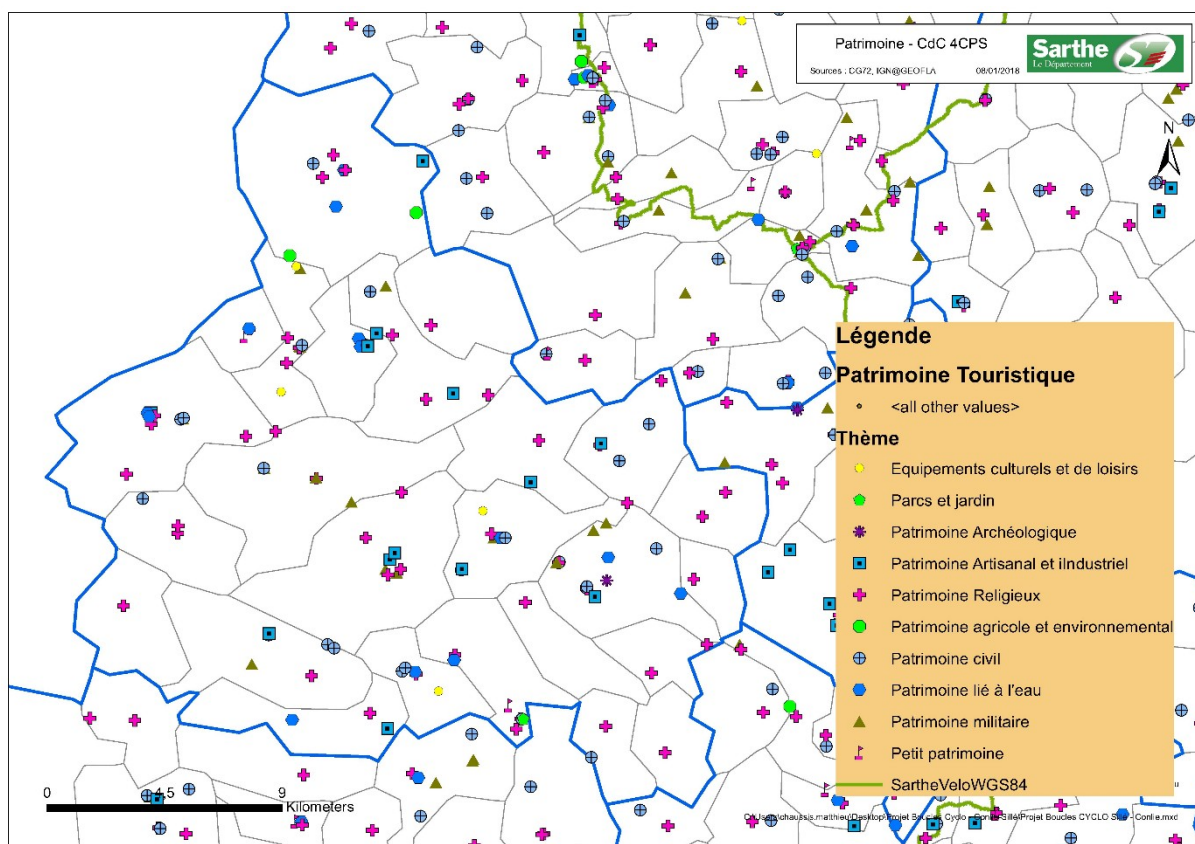 Patrimoine - CdC 4CPS
Sources : CG72, IGN@GEOFLA 08/01/2018
Sarthe
Le Département
N
Légende
Patrimoine Touristique
<all other values>
Thème
Equipements culturels et de loisirs
Parcs et jardin
Patrimoine Archéologique
Patrimoine Artisanal et iIndustriel
Patrimoine Religieux
Patrimoine agricole et environnemental
Patrimoine civil
Patrimoine lié à l'eau
Patrimoine militaire
Petit patrimoine
SartheVeloWGS84
0 4,5 9
Kilometers